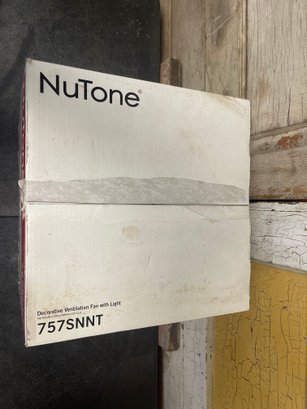 NuTone®
Decorative Ventilation Fan with Light
757SNNT